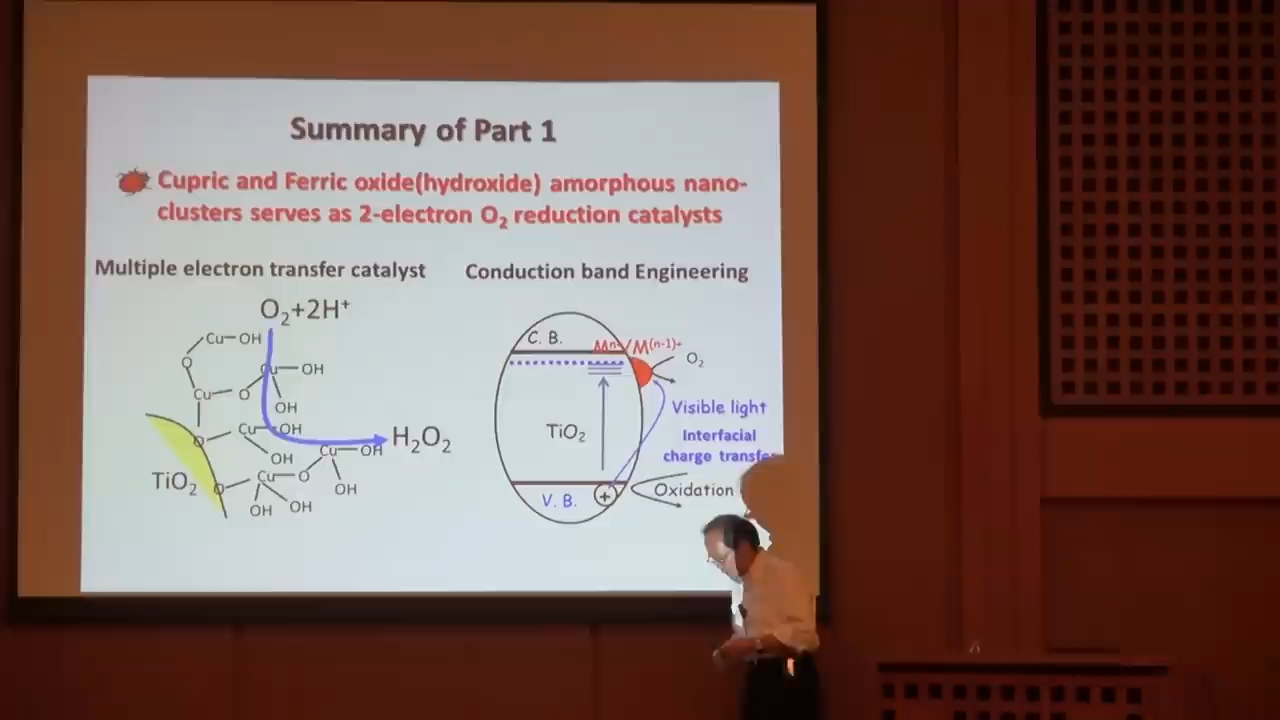 Summary of Part 1
Cupric and Ferric oxide(hydroxide) amorphous nano-
clusters serves as 2-electron O₂ reduction catalysts
Multiple electron transfer catalyst
O₂+2H⁺
Cu—OH
O
Cu—OH
Cu—O
OH
Cu—OH
O
OH
Cu—OH
H₂O₂
TiO₂
O
Cu—O
OH
OH
OH
Conduction band Engineering
C. B.
Mⁿ⁺/M⁽ⁿ⁻¹⁾⁺
O₂
Visible light
TiO₂
Interfacial
charge transfer
Oxidation
V. B.
+